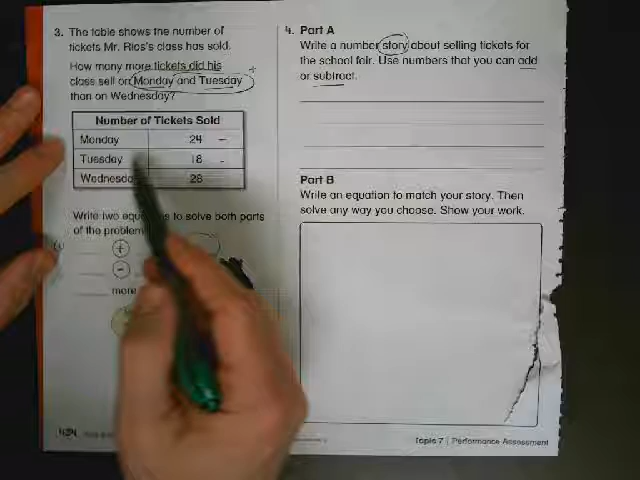 3. The table shows the number of
tickets Mr. Rios's class has sold.
How many more tickets did his
class sell on Monday and Tuesday +
than on Wednesday?
Number of Tickets Sold
Monday 24 –
Tuesday 18 -
Wednesday 28
Write two to solve both parts
of the problem
+
-
more
424
4. Part A
Write a number story about selling tickets for
the school fair. Use numbers that you can add
or subtract.
Part B
Write an equation to match your story. Then
solve any way you choose. Show your work.
Topic 7 | Performance Assessment